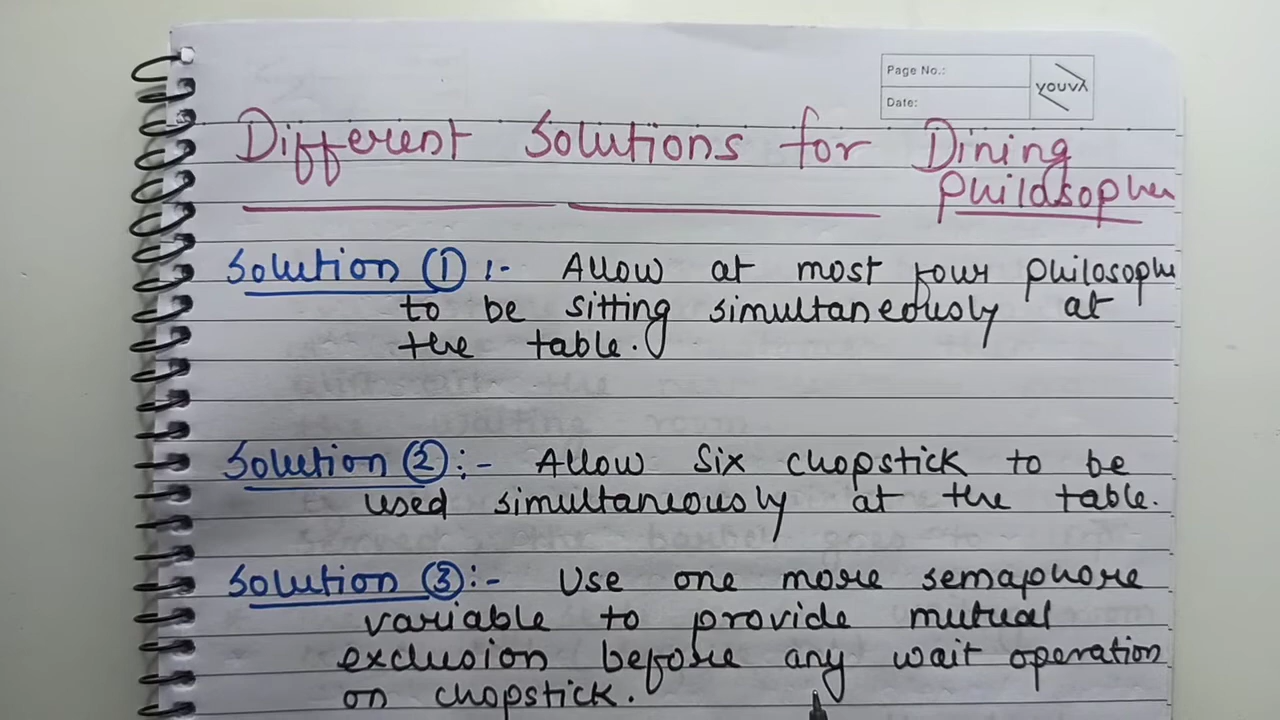 Page No.:
youva
Date:
Different Solutions for Dining
Philosopher
Solution ① :- Allow at most four philosophe
to be sitting simultaneously at
the table.
Solution ② :- Allow six chopstick to be
used simultaneously at the table.
Solution ③ :- Use one more semaphore
variable to provide mutual
exclusion before any wait operation
on chopstick.